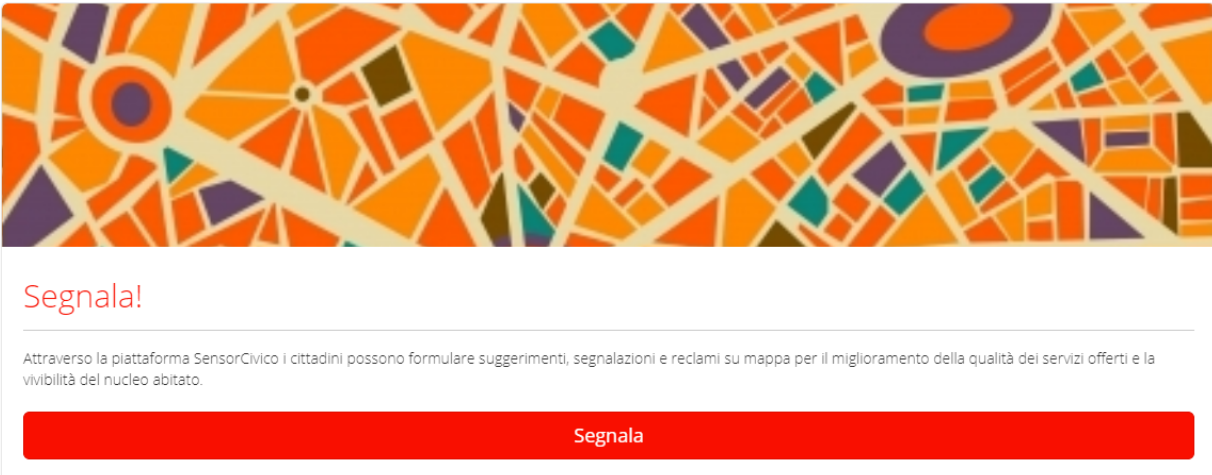 Segnala!
Attraverso la piattaforma SensorCivico i cittadini possono formulare suggerimenti, segnalazioni e reclami su mappa per il miglioramento della qualità dei servizi offerti e la
vivibilità del nucleo abitato.
Segnala